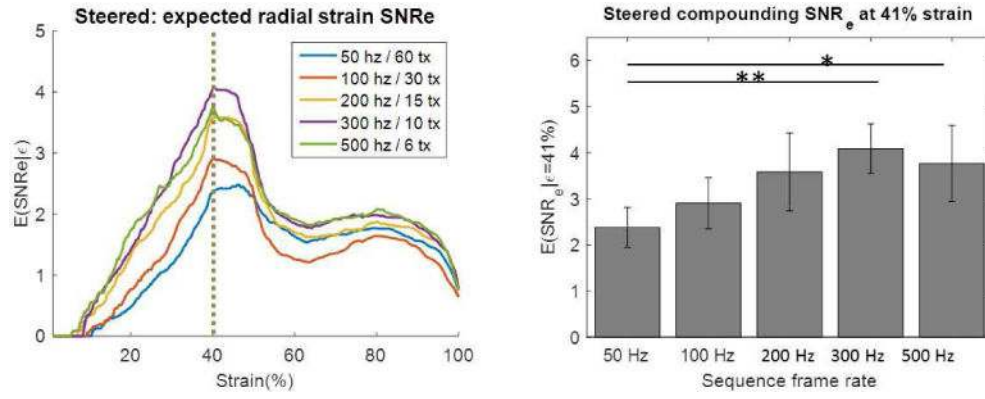 Steered: expected radial strain SNRe
E(SNRe|ϵ)
5
4
3
2
1
0
50 hz / 60 tx
100 hz / 30 tx
200 hz / 15 tx
300 hz / 10 tx
500 hz / 6 tx
20
40
60
80
100
Strain(%)
Steered compounding SNR_e at 41% strain
E(SNR_e|ϵ=41%)
6
5
4
3
2
1
0
*
**
50 Hz
100 Hz
200 Hz
300 Hz
500 Hz
Sequence frame rate